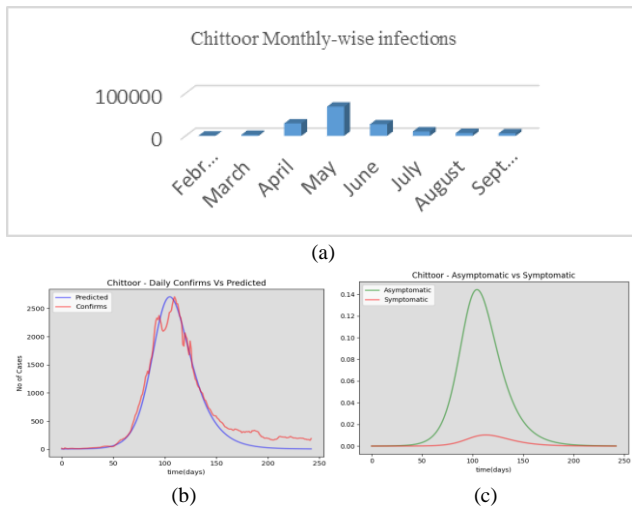 Chittoor Monthly-wise infections
100000
0
Febr...
March
April
May
June
July
August
Sept...
(a)
Chittoor - Daily Confirms Vs Predicted
Predicted
Confirms
No of Cases
2500
2000
1500
1000
500
0
0 50 100 150 200 250
time(days)
(b)
Chittoor - Asymptomatic vs Symptomatic
Asymptomatic
Symptomatic
0.14
0.12
0.10
0.08
0.06
0.04
0.02
0.00
0 50 100 150 200 250
time(days)
(c)